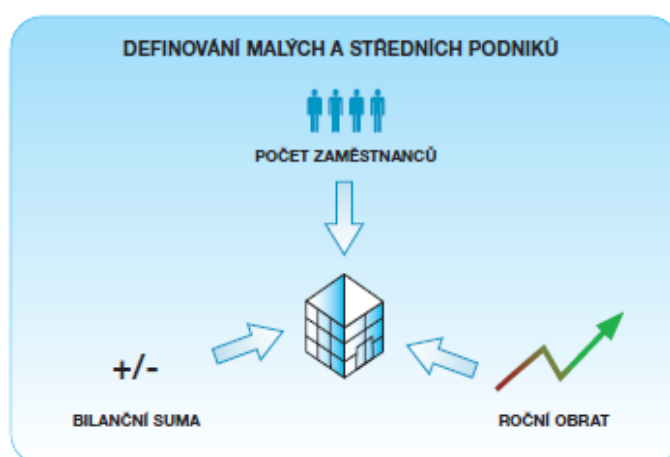 DEFINOVÁNÍ MALÝCH A STŘEDNÍCH PODNIKŮ
POČET ZAMĚSTNANCŮ
+/-
BILANČNÍ SUMA
ROČNÍ OBRAT